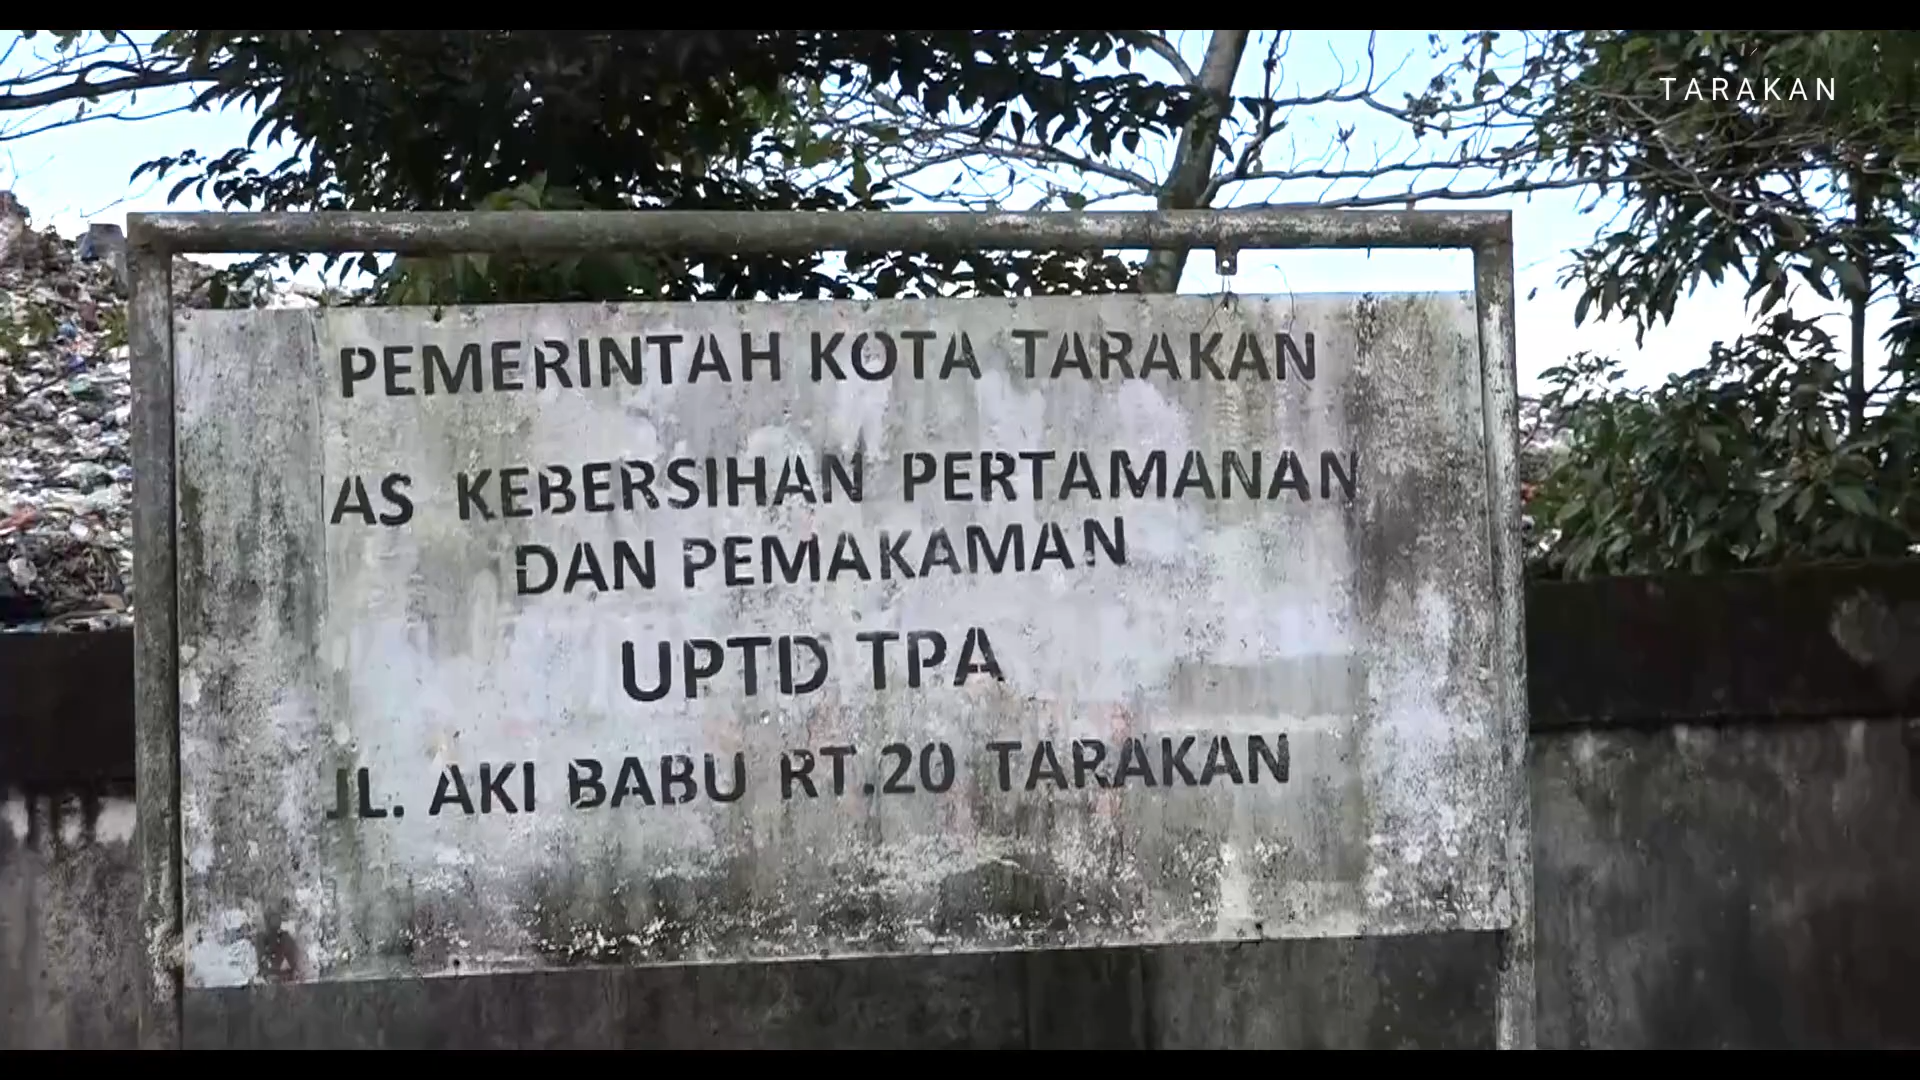 TARAKAN
PEMERINTAH KOTA TARAKAN
AS KEBERSIHAN PERTAMANAN
DAN PEMAKAMAN
UPTD TPA
JL. AKI BABU RT.20 TARAKAN